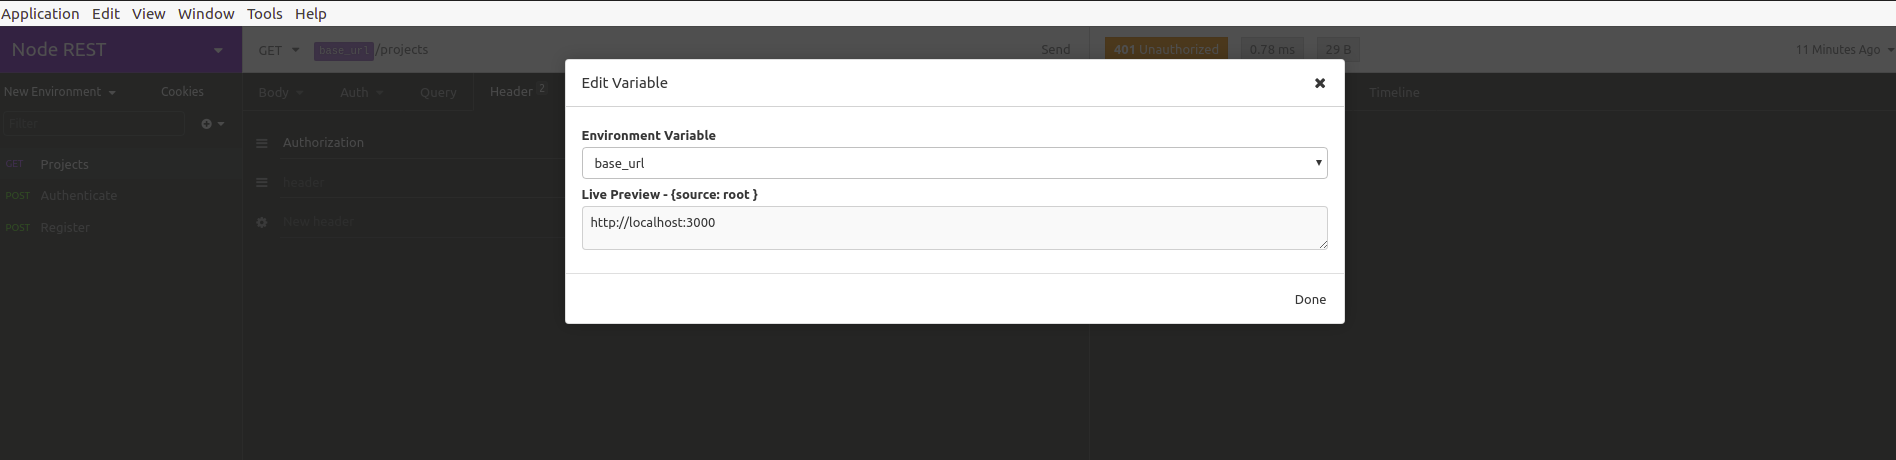 Application Edit View Window Tools Help
Node REST
GET base_url/projects Send
401 Unauthorized 0.78 ms 29 B 11 Minutes Ago
New Environment Cookies
Body Auth Query Header 2 Timeline
Filter
Authorization
header
New header
GET Projects
POST Authenticate
POST Register
Edit Variable
Environment Variable
base_url
Live Preview - {source: root }
http://localhost:3000
Done